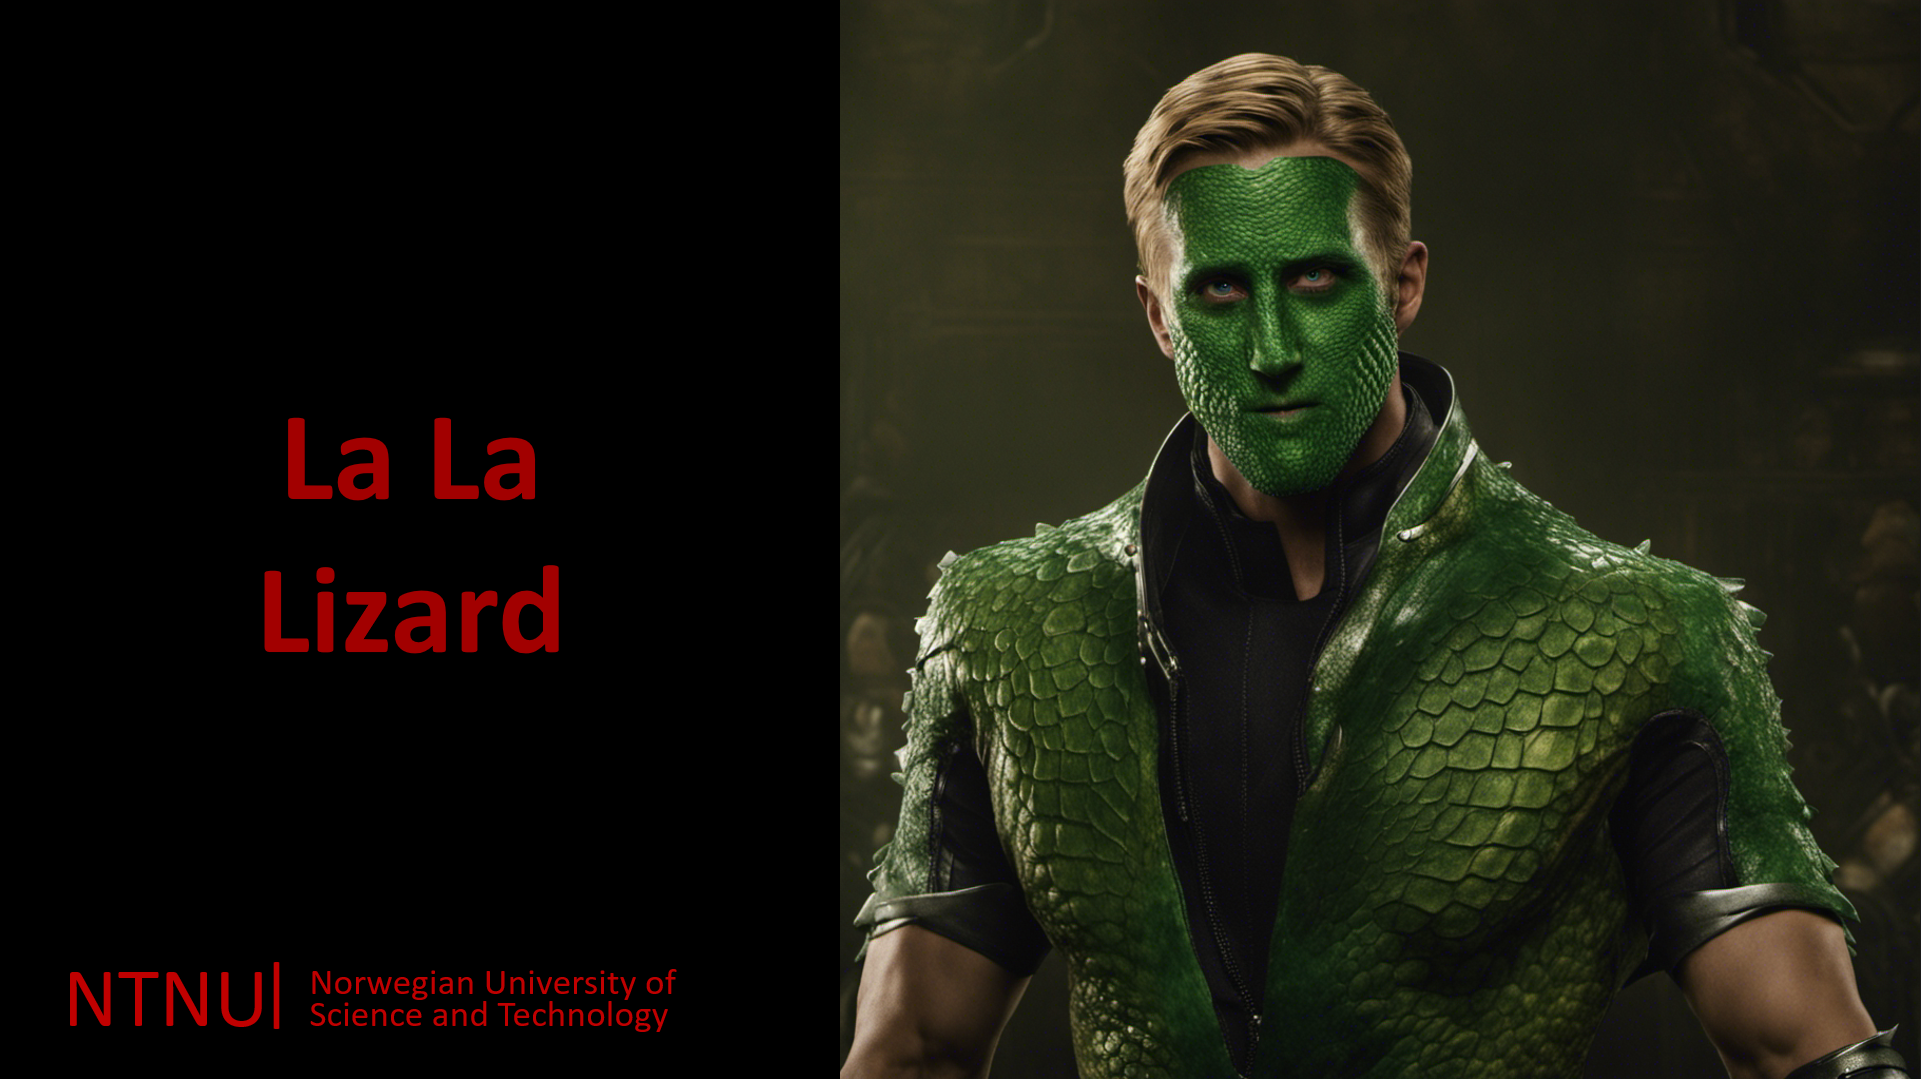 La La
Lizard
NTNU
Norwegian University of
Science and Technology